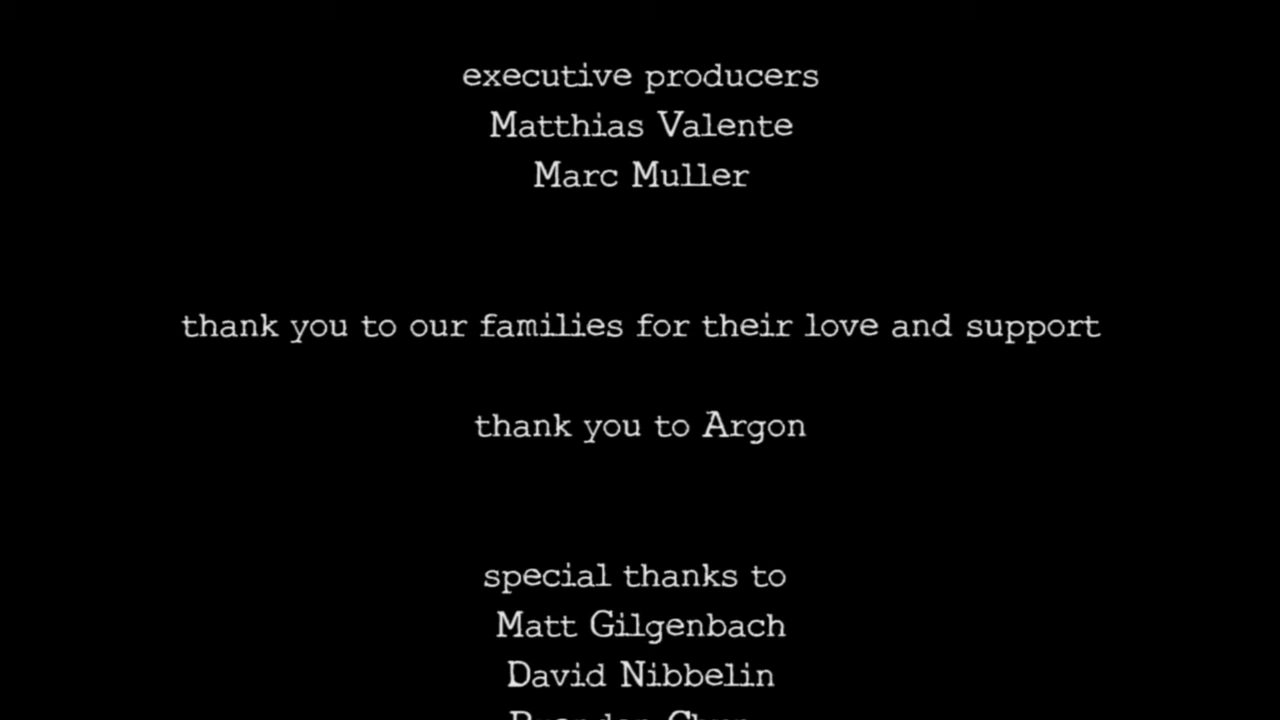 executive producers
Matthias Valente
Marc Muller
thank you to our families for their love and support
thank you to Argon
special thanks to
Matt Gilgenbach
David Nibbelin